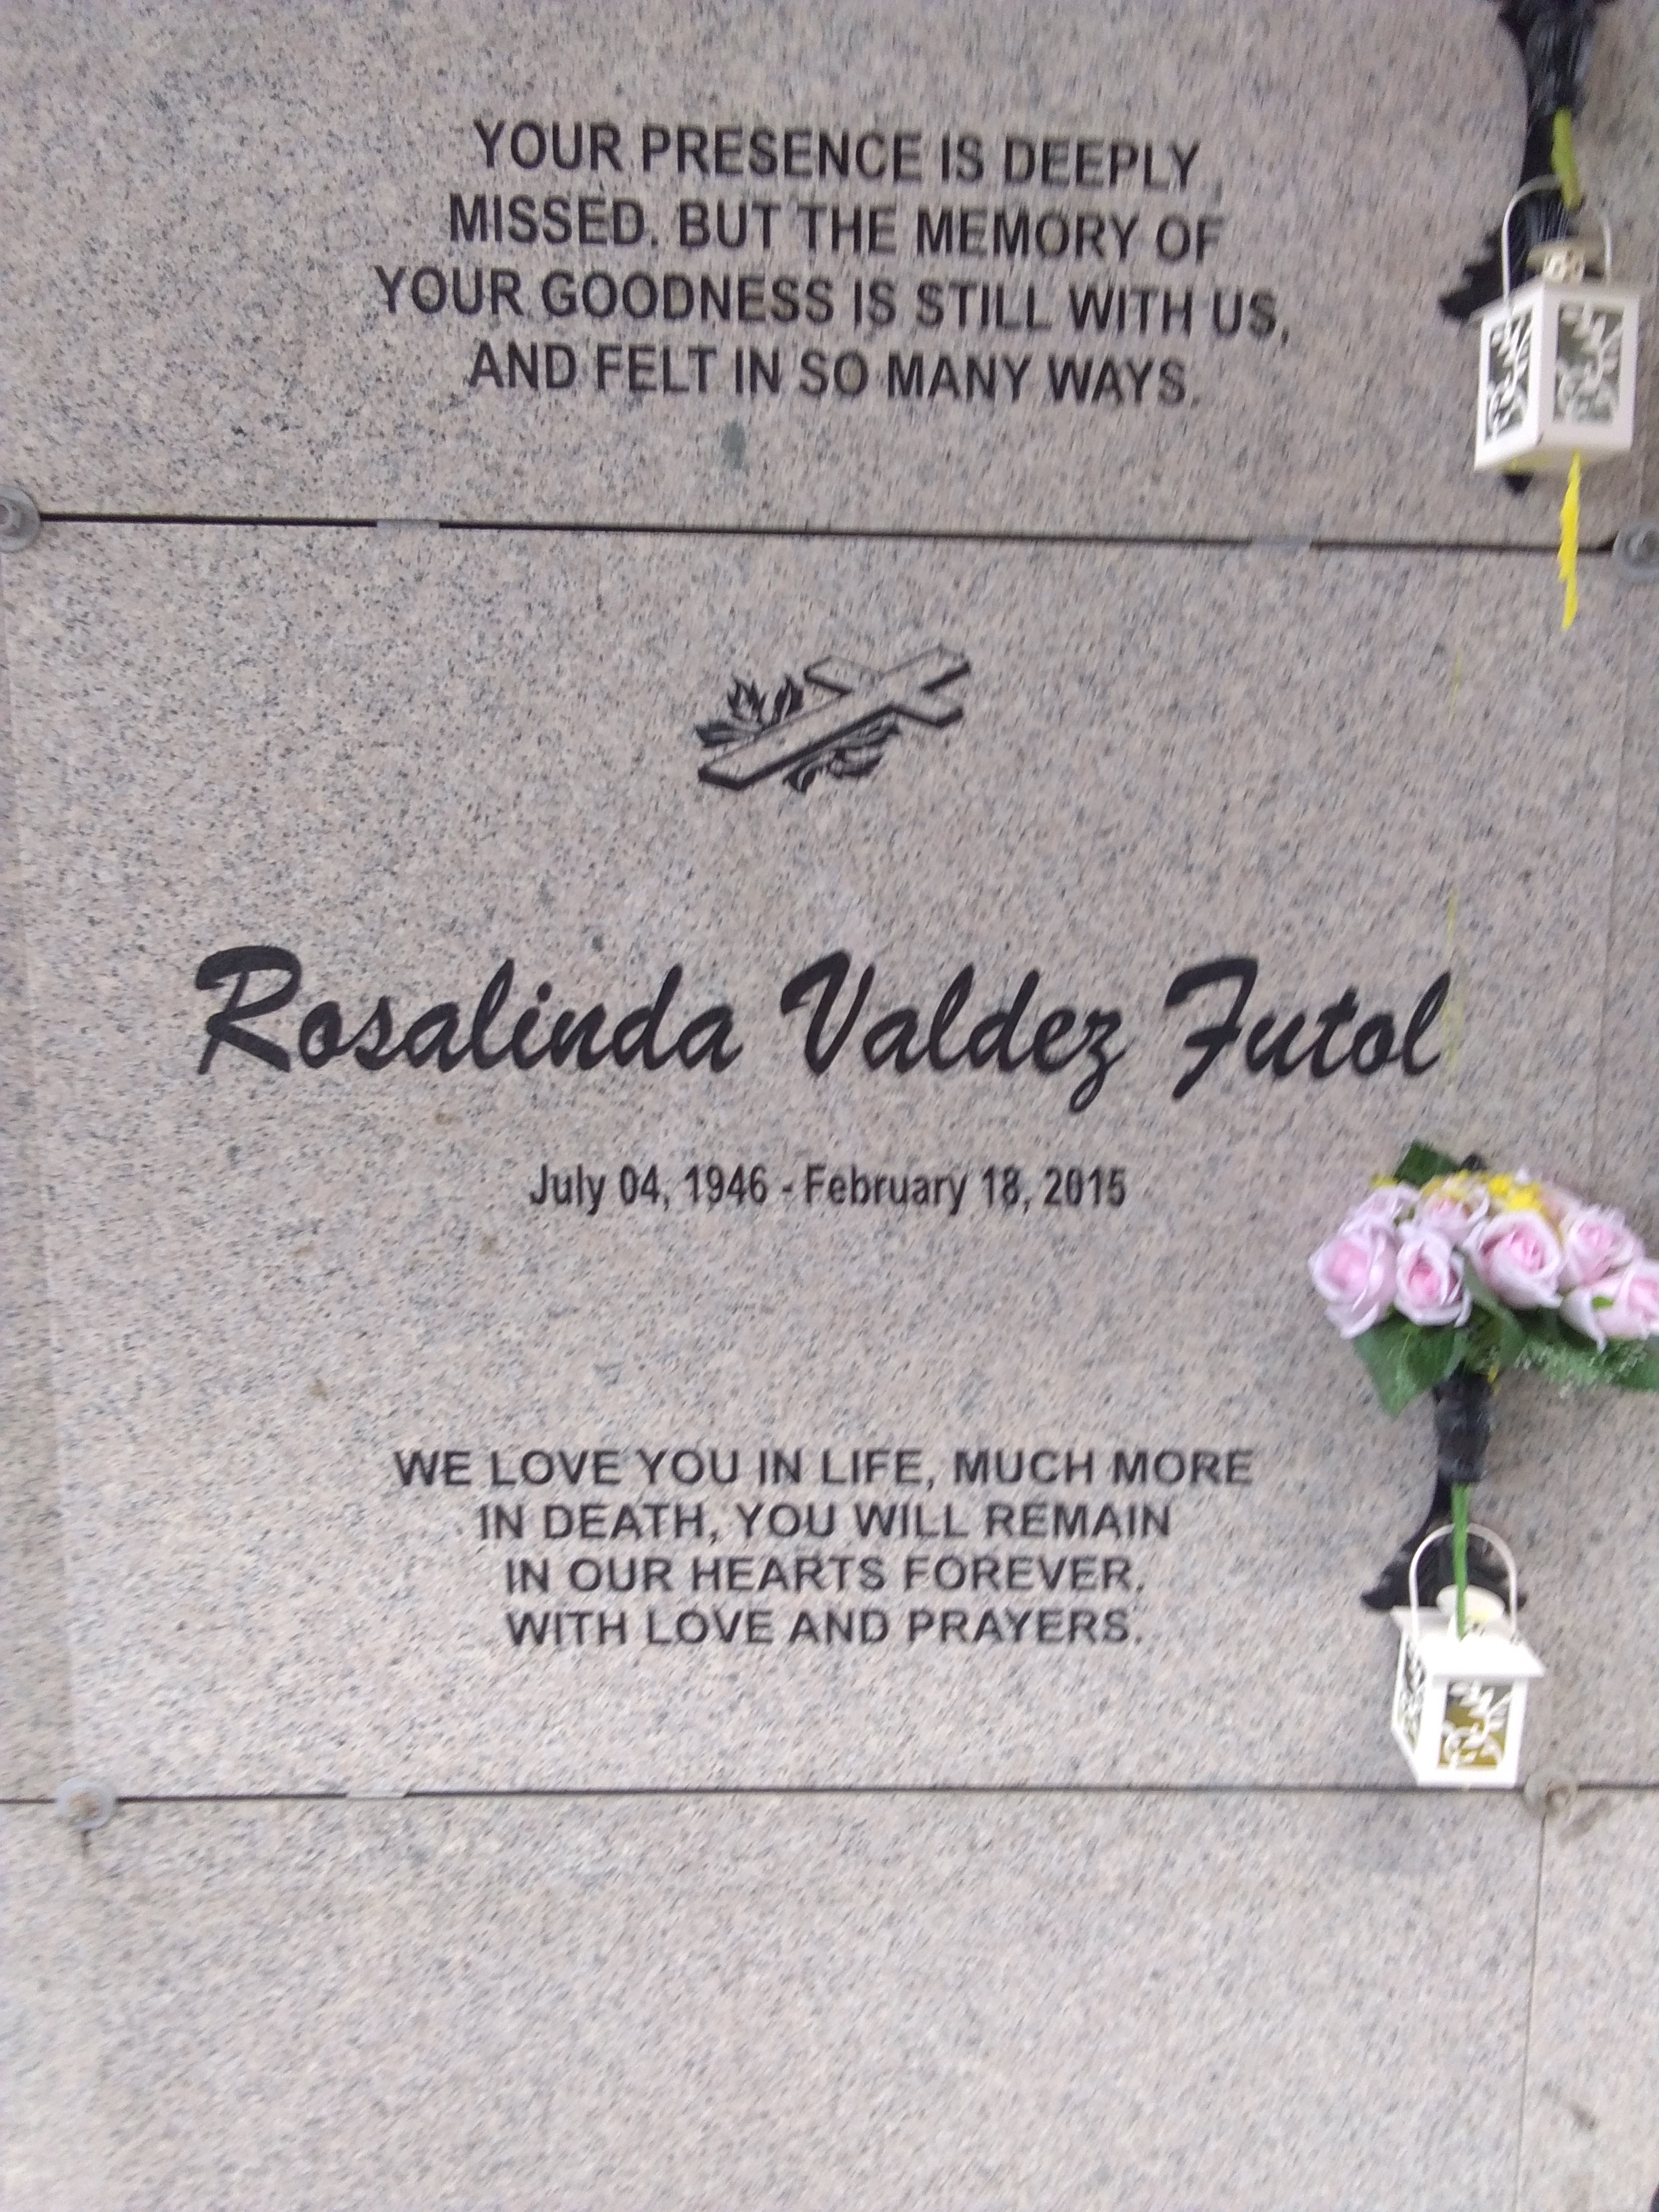 YOUR PRESENCE IS DEEPLY
MISSED. BUT THE MEMORY OF
YOUR GOODNESS IS STILL WITH US,
AND FELT IN SO MANY WAYS.
Rosalinda Valdez Futol
July 04, 1946 - February 18, 2015
WE LOVE YOU IN LIFE, MUCH MORE
IN DEATH, YOU WILL REMAIN
IN OUR HEARTS FOREVER.
WITH LOVE AND PRAYERS.